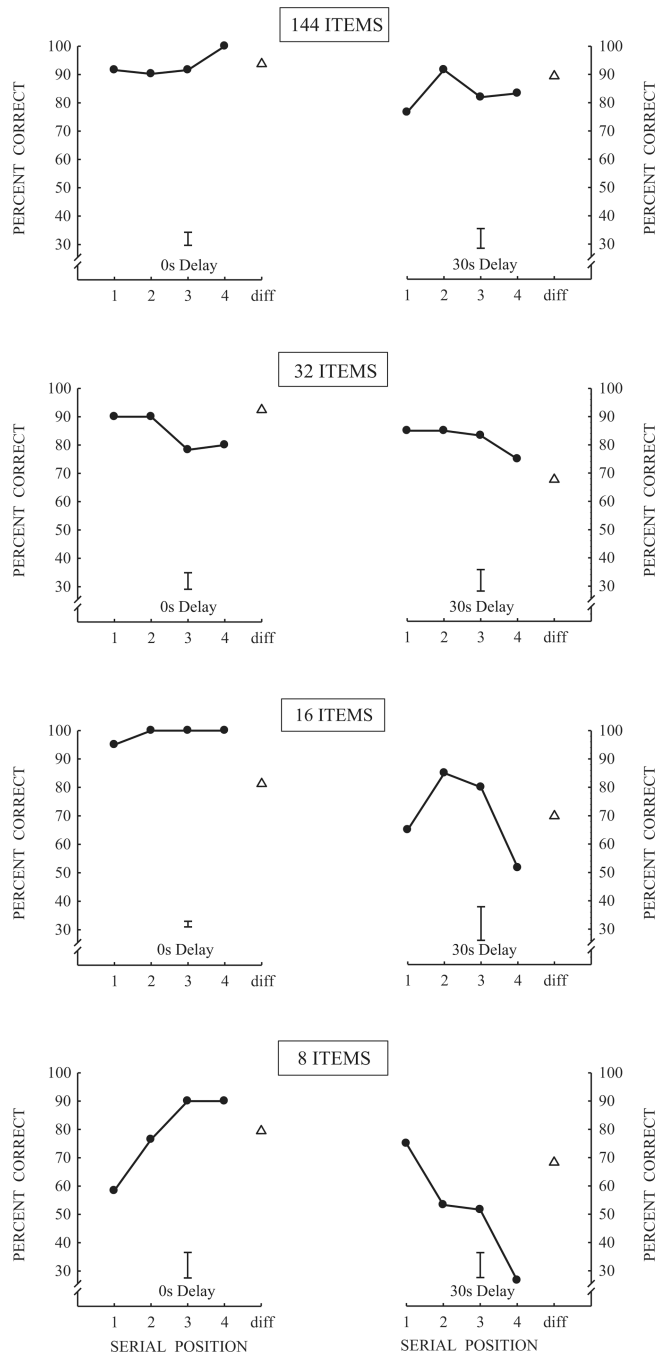 144 ITEMS
PERCENT CORRECT
100
90
80
70
60
50
40
30
0s Delay
1 2 3 4 diff
100
90
80
70
60
50
40
30
PERCENT CORRECT
30s Delay
1 2 3 4 diff
32 ITEMS
PERCENT CORRECT
100
90
80
70
60
50
40
30
0s Delay
1 2 3 4 diff
100
90
80
70
60
50
40
30
PERCENT CORRECT
30s Delay
1 2 3 4 diff
16 ITEMS
PERCENT CORRECT
100
90
80
70
60
50
40
30
0s Delay
1 2 3 4 diff
100
90
80
70
60
50
40
30
PERCENT CORRECT
30s Delay
1 2 3 4 diff
8 ITEMS
PERCENT CORRECT
100
90
80
70
60
50
40
30
0s Delay
1 2 3 4 diff
SERIAL POSITION
100
90
80
70
60
50
40
30
PERCENT CORRECT
30s Delay
1 2 3 4 diff
SERIAL POSITION